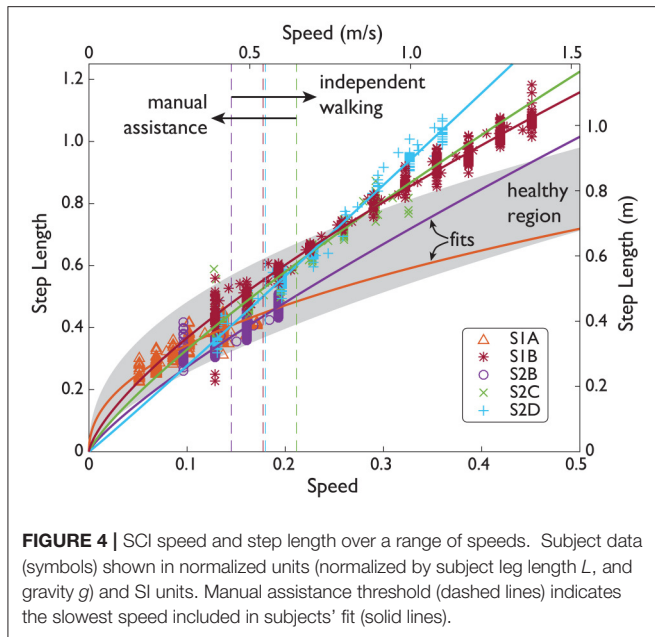 Speed (m/s)
0 0.5 1.0 1.5
1.2
1.0
0.8
0.6
0.4
0.2
0
Step Length
manual
assistance
independent
walking
healthy
region
fits
1.0
0.8
0.6
0.4
0.2
0
Step Length (m)
S1A
S1B
S2B
S2C
S2D
0 0.1 0.2 0.3 0.4 0.5
Speed
FIGURE 4 | SCI speed and step length over a range of speeds. Subject data
(symbols) shown in normalized units (normalized by subject leg length L, and
gravity g) and SI units. Manual assistance threshold (dashed lines) indicates
the slowest speed included in subjects' fit (solid lines).